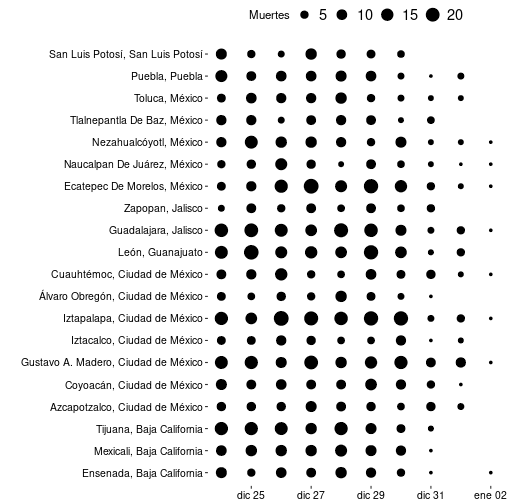 Muertes 5 10 15 20
San Luis Potosí, San Luis Potosí
Puebla, Puebla
Toluca, México
Tlalnepantla De Baz, México
Nezahualcóyotl, México
Naucalpan De Juárez, México
Ecatepec De Morelos, México
Zapopan, Jalisco
Guadalajara, Jalisco
León, Guanajuato
Cuauhtémoc, Ciudad de México
Álvaro Obregón, Ciudad de México
Iztapalapa, Ciudad de México
Iztacalco, Ciudad de México
Gustavo A. Madero, Ciudad de México
Coyoacán, Ciudad de México
Azcapotzalco, Ciudad de México
Tijuana, Baja California
Mexicali, Baja California
Ensenada, Baja California
dic 25 dic 27 dic 29 dic 31 ene 02